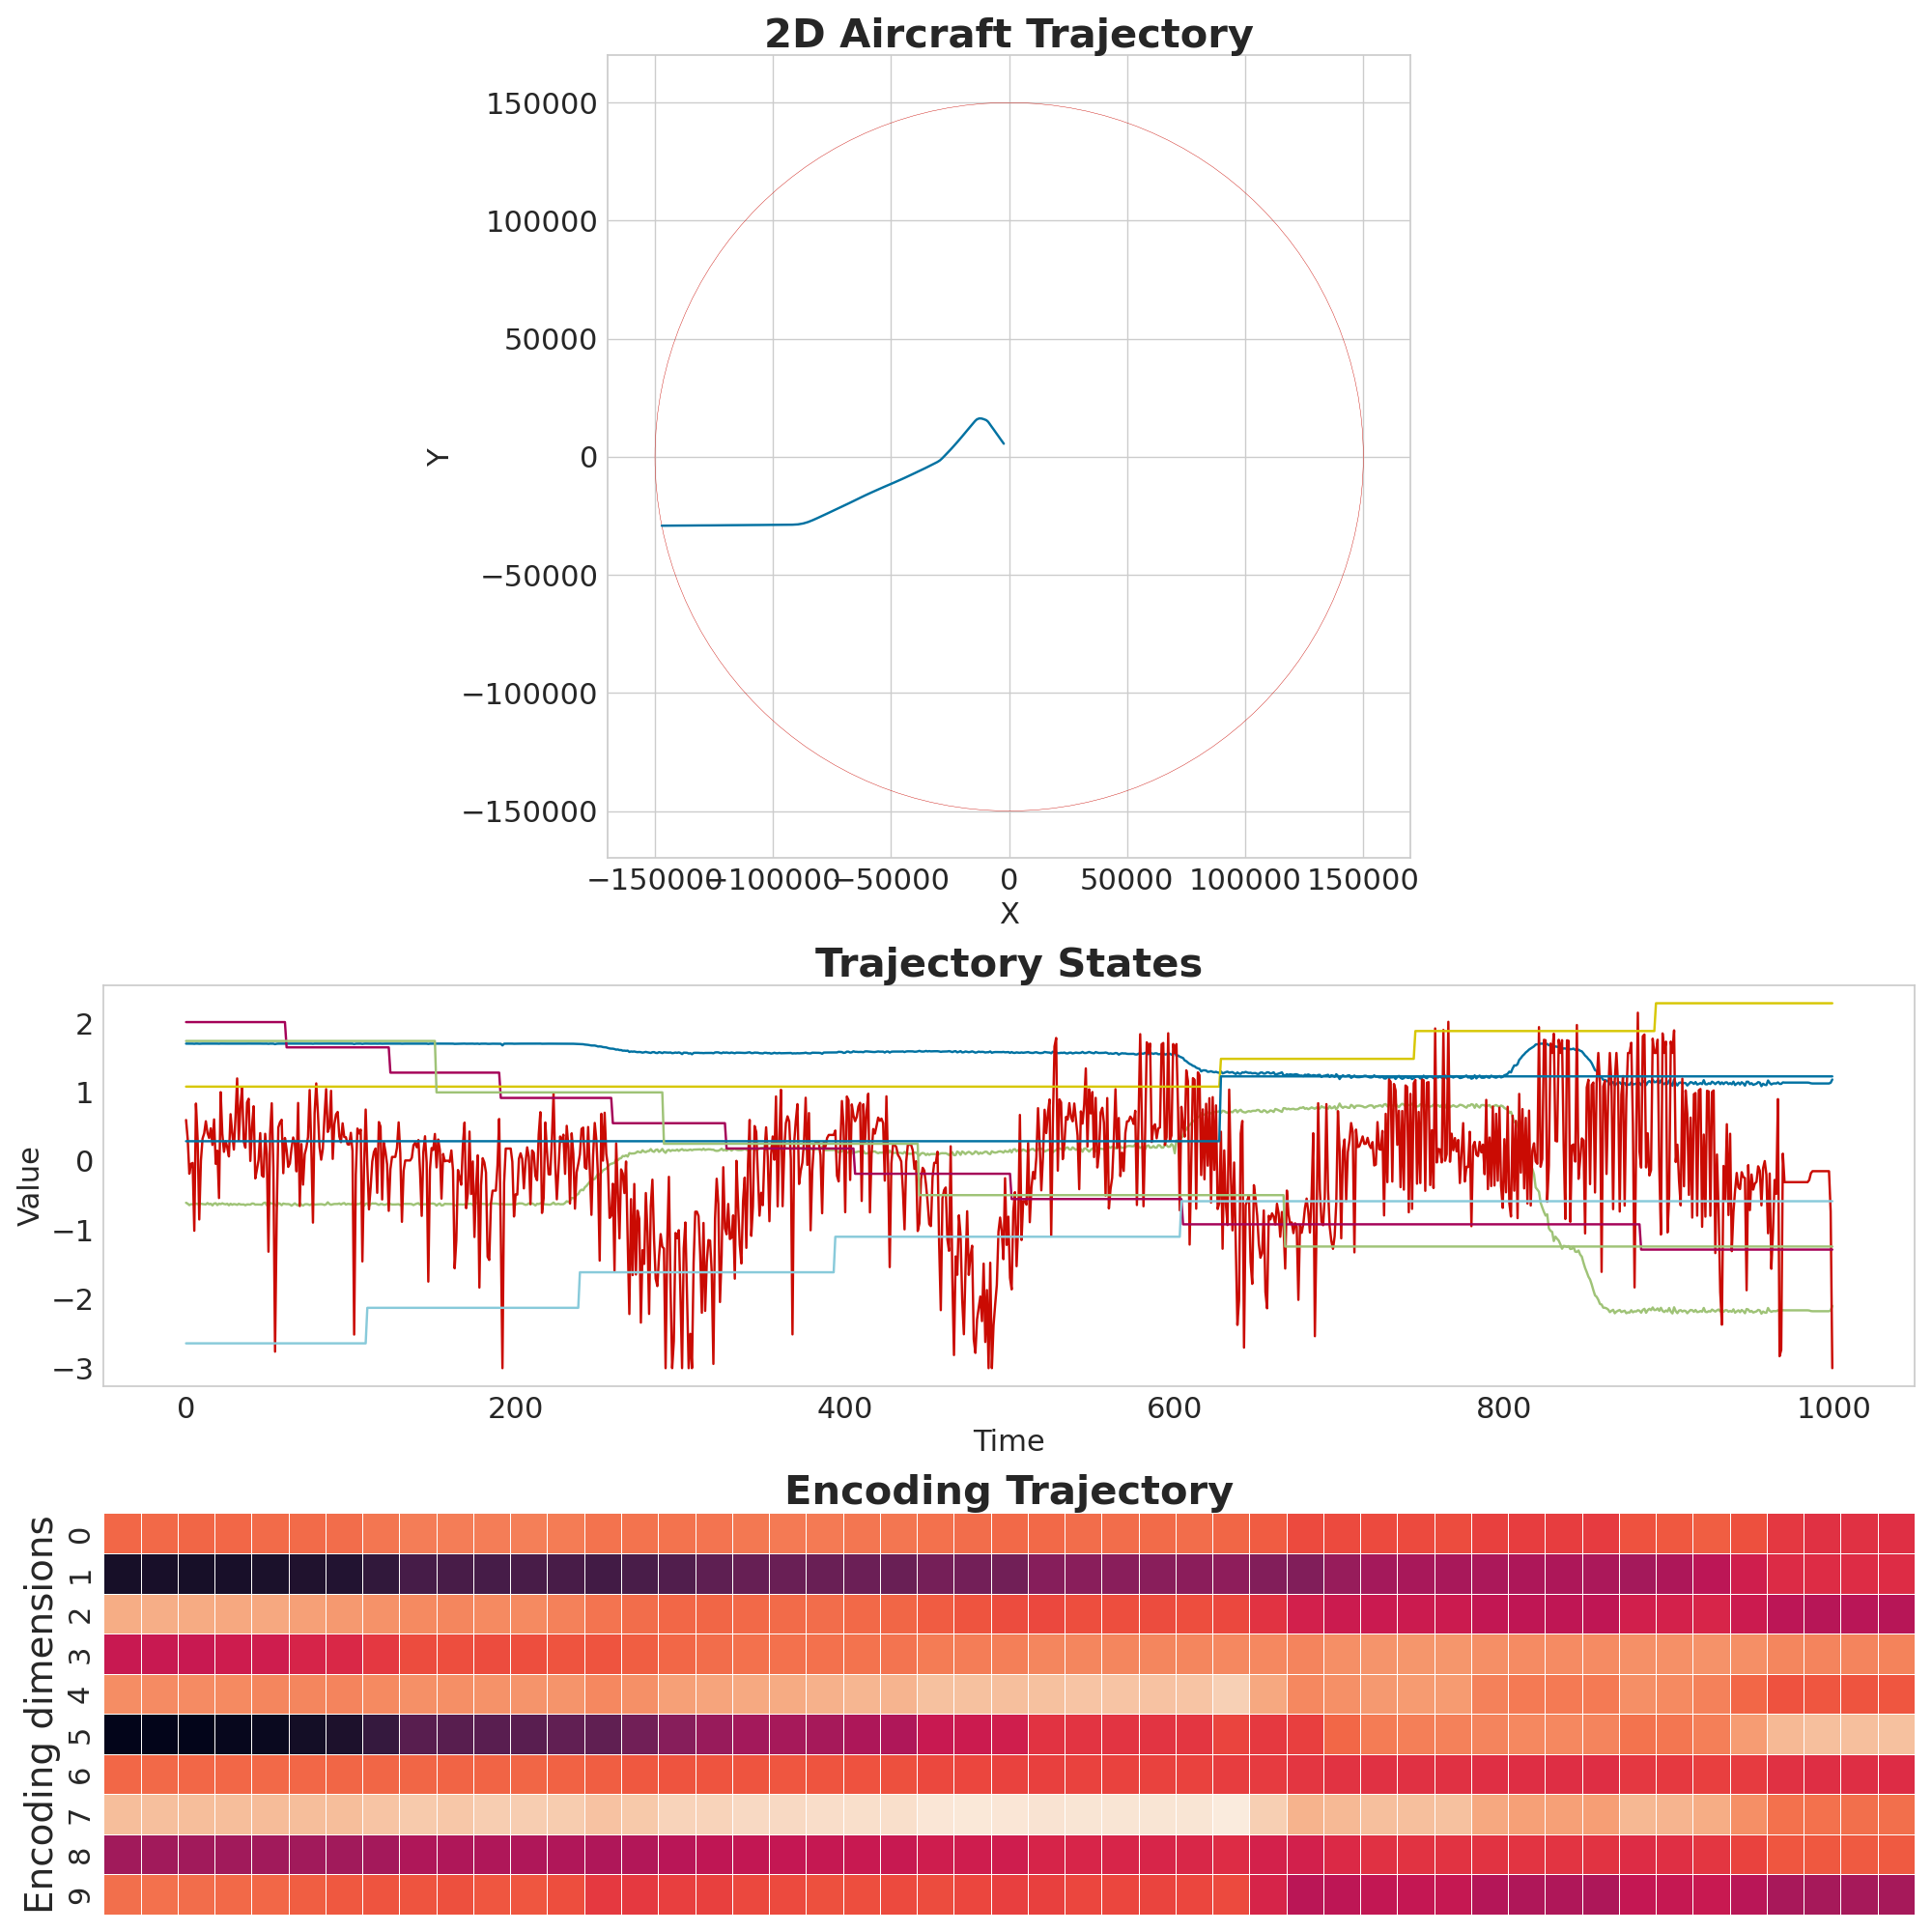 2D Aircraft Trajectory
150000
100000
50000
0
−50000
−100000
−150000
Y
−150000 −100000 −50000 0 50000 100000 150000
X
Trajectory States
2
1
0
−1
−2
−3
Value
0 200 400 600 800 1000
Time
Encoding Trajectory
Encoding dimensions
0
1
2
3
4
5
6
7
8
9